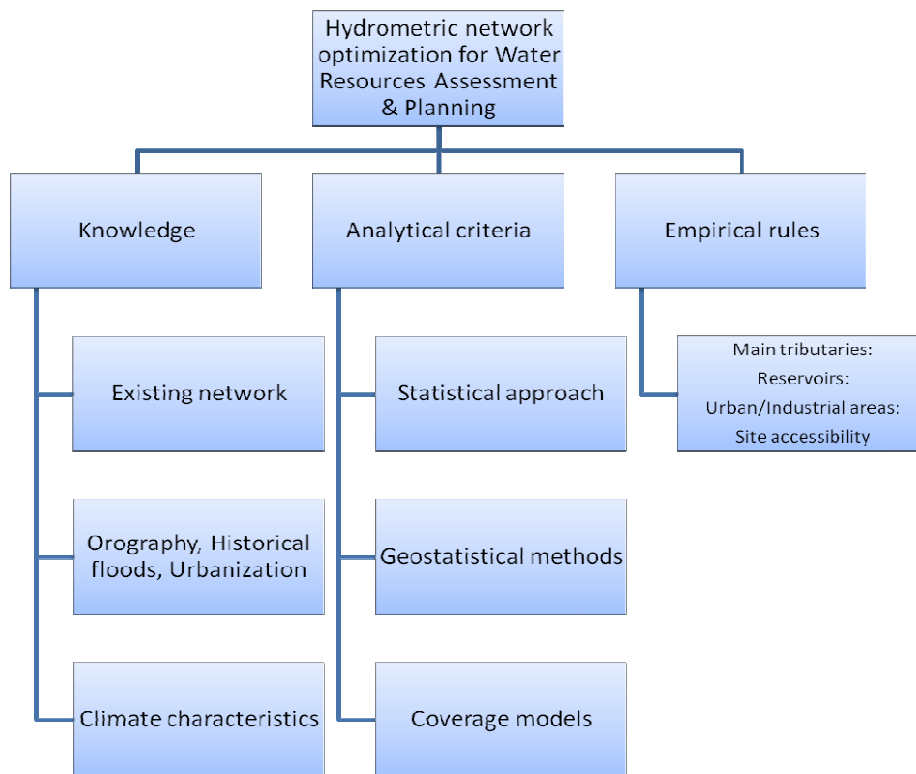 Hydrometric network
optimization for Water
Resources Assessment
& Planning
Knowledge
Analytical criteria
Empirical rules
Existing network
Statistical approach
Main tributaries:
Reservoirs:
Urban/Industrial areas:
Site accessibility
Orography, Historical
floods, Urbanization
Geostatistical methods
Climate characteristics
Coverage models